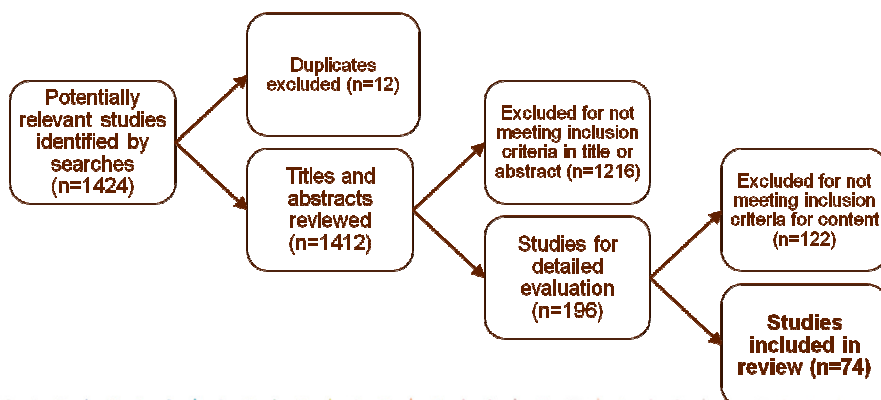 Potentially
relevant studies
identified by
searches
(n=1424)
Duplicates
excluded (n=12)
Titles and
abstracts
reviewed
(n=1412)
Excluded for not
meeting inclusion
criteria in title or
abstract (n=1216)
Studies for
detailed
evaluation
(n=196)
Excluded for not
meeting inclusion
criteria for content
(n=122)
Studies
included in
review (n=74)